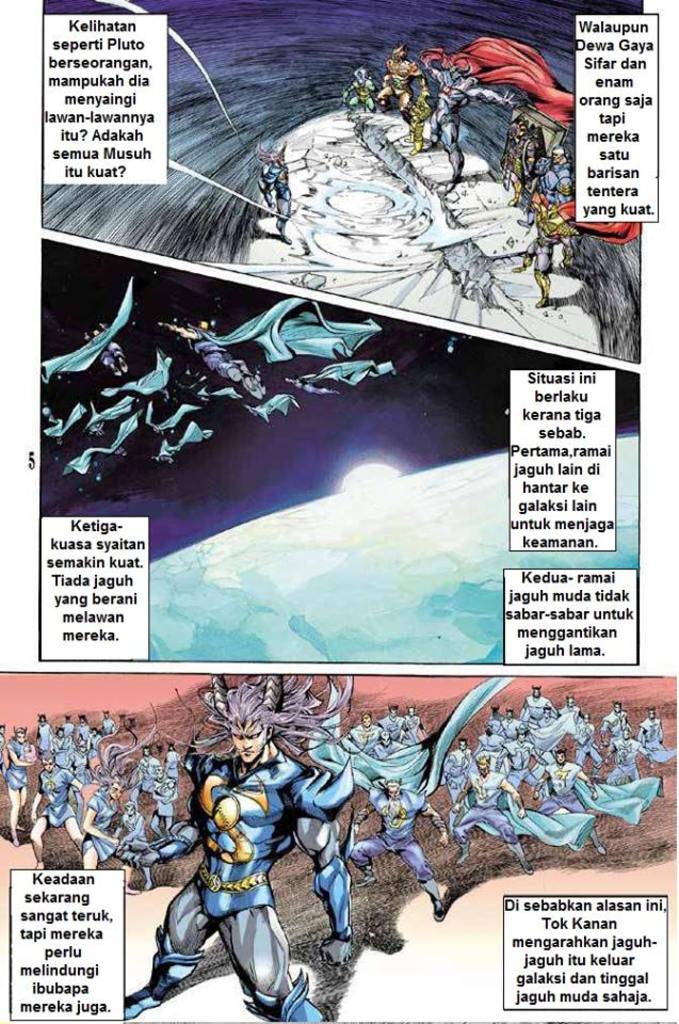 Kelihatan
seperti Pluto
berseorangan,
mampukah dia
menyaingi
lawan-lawannya
itu? Adakah
semua Musuh
itu kuat?
Walaupun
Dewa Gaya
Sifar dan
enam
orang saja
tapi
mereka
satu
barisan
tentera
yang kuat.
Situasi ini
berlaku
kerana tiga
sebab.
Pertama,ramai
jaguh lain di
hantar ke
galaksi lain
untuk menjaga
keamanan.
5
Kedua- ramai
jaguh muda tidak
sabar-sabar untuk
menggantikan
jaguh lama.
Ketiga-
kuasa syaitan
semakin kuat.
Tiada jaguh
yang berani
melawan
mereka.
Keadaan
sekarang
sangat teruk,
tapi mereka
perlu
melindungi
ibubapa
mereka juga.
Di sebabkan alasan ini,
Tok Kanan
mengarahkan jaguh-
jaguh itu keluar
galaksi dan tinggal
jaguh muda sahaja.